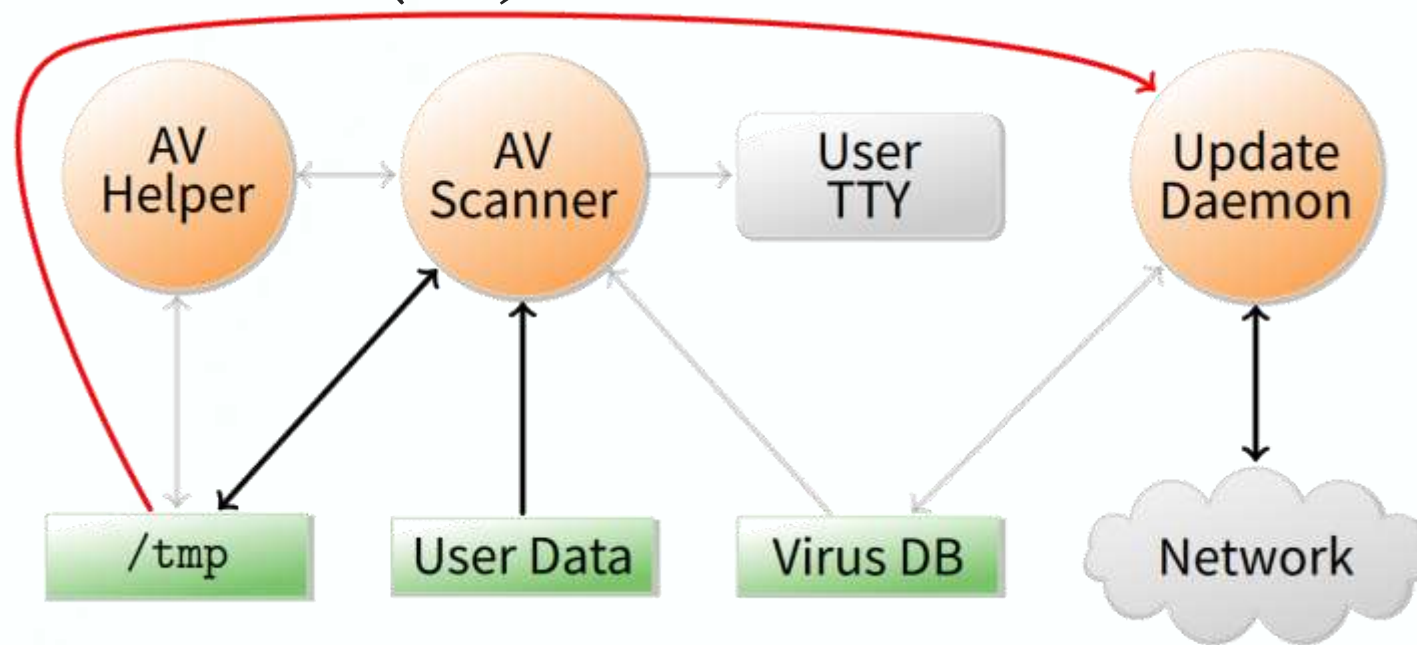 AV
Helper
AV
Scanner
User
TTY
Update
Daemon
/tmp
User Data
Virus DB
Network